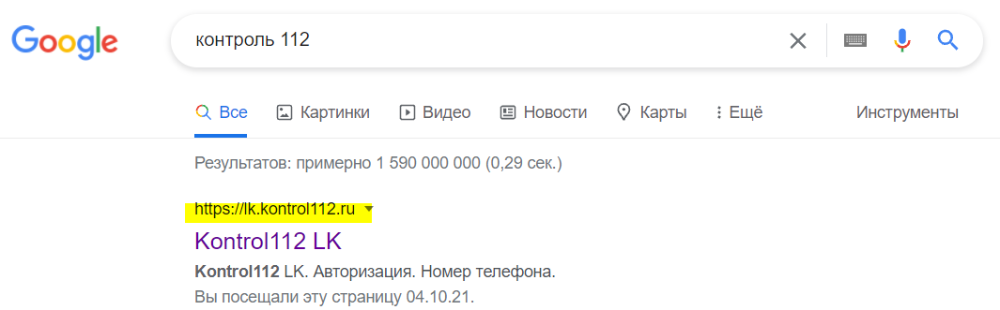 Google
контроль 112
Все
Картинки
Видео
Новости
Карты
Ещё
Инструменты
Результатов: примерно 1 590 000 000 (0,29 сек.)
https://lk.kontrol112.ru
Kontrol112 LK
Kontrol112 LK. Авторизация. Номер телефона.
Вы посещали эту страницу 04.10.21.